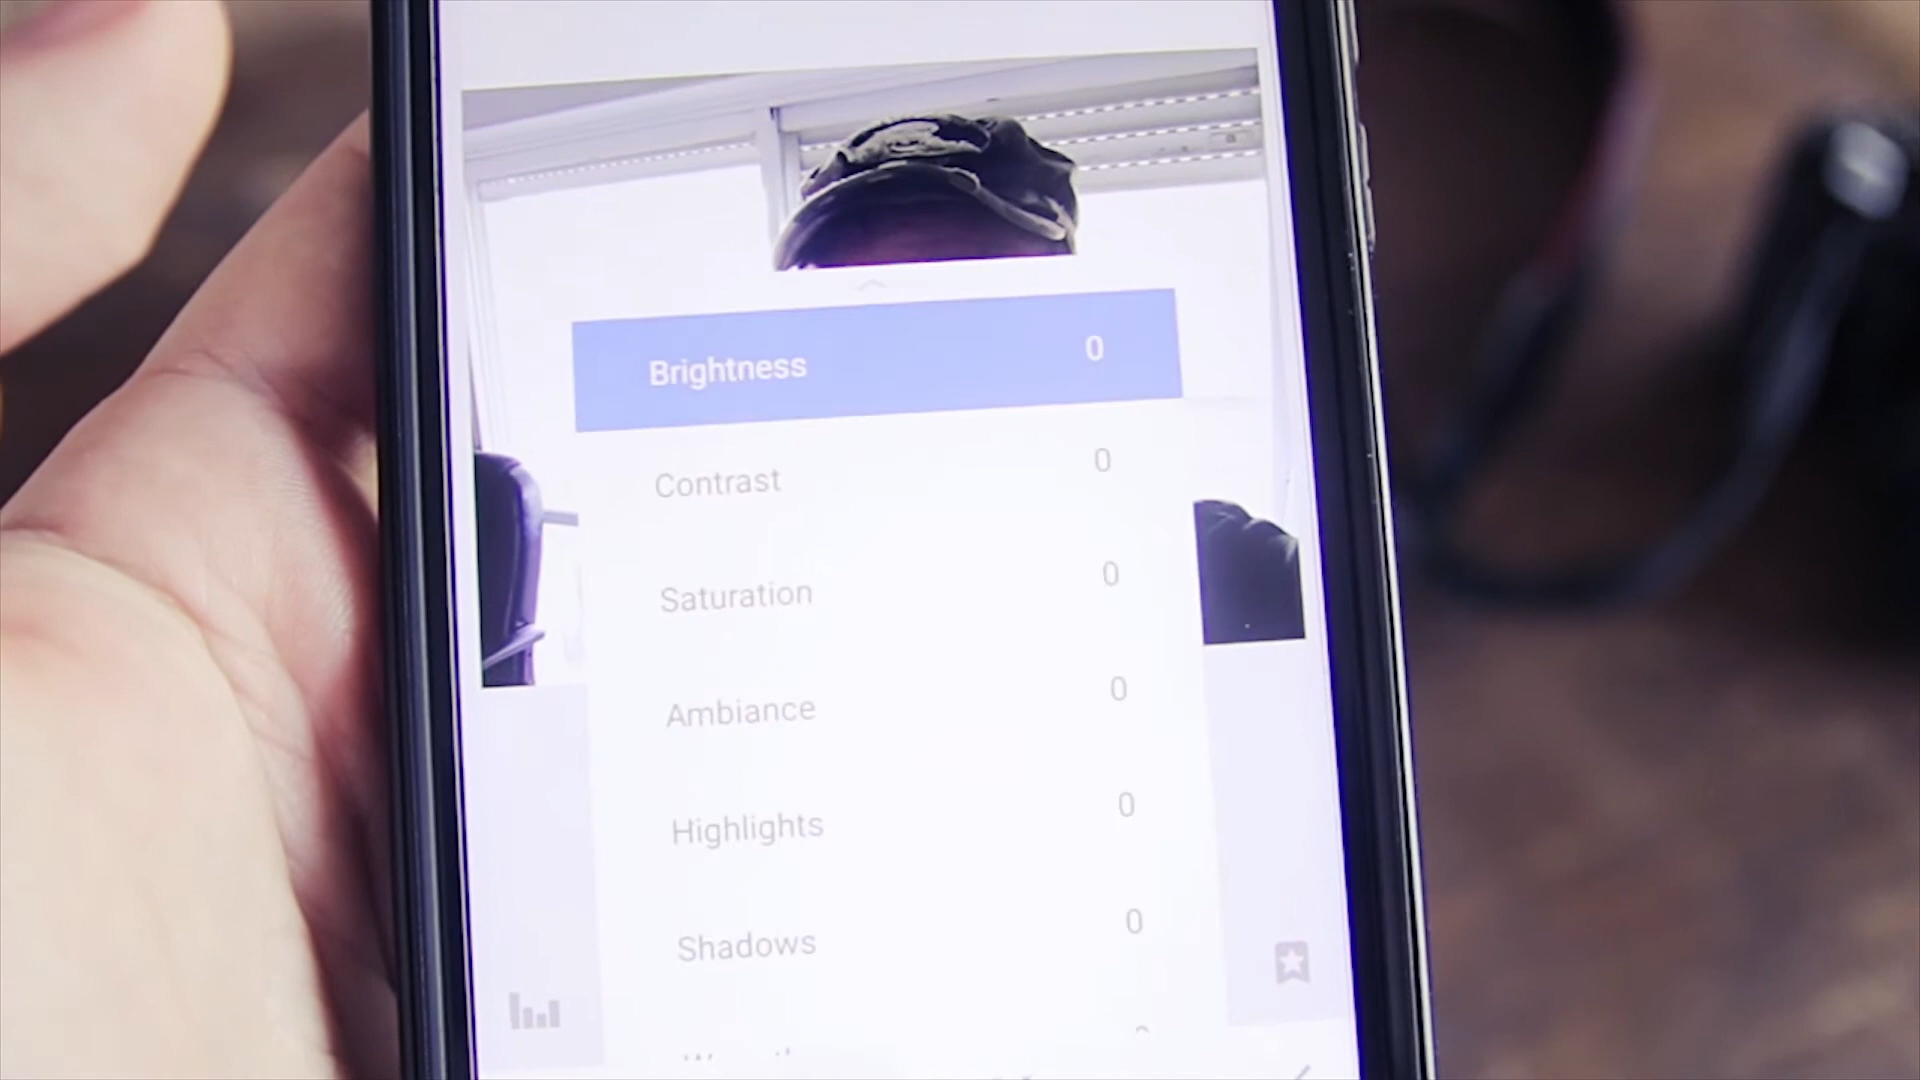 Brightness 0
Contrast 0
Saturation 0
Ambiance 0
Highlights 0
Shadows 0